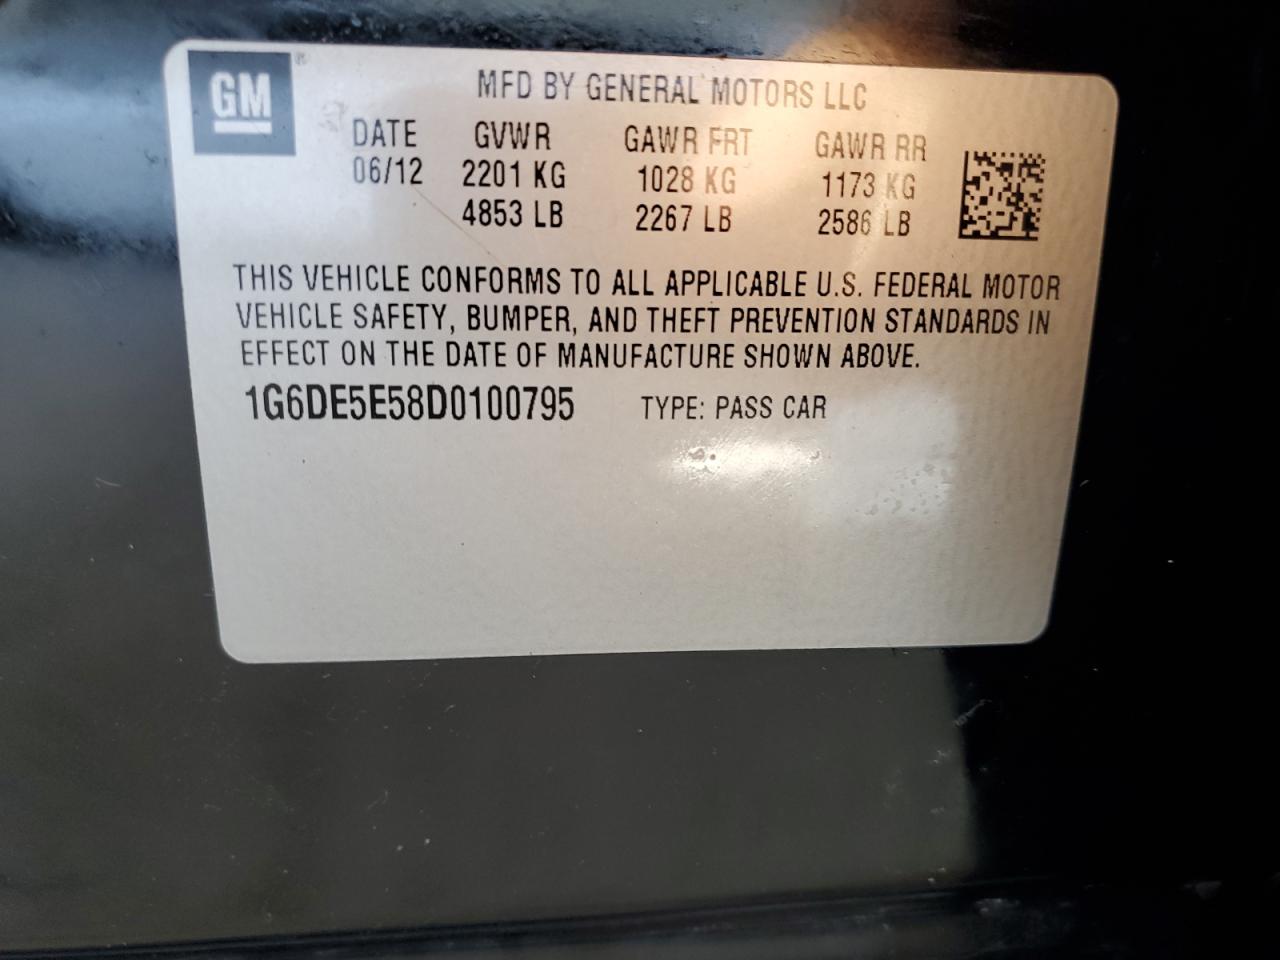 GM®
MFD BY GENERAL MOTORS LLC
DATE GVWR GAWR FRT GAWR RR
06/12 2201 KG 1028 KG 1173 KG
4853 LB 2267 LB 2586 LB
THIS VEHICLE CONFORMS TO ALL APPLICABLE U.S. FEDERAL MOTOR
VEHICLE SAFETY, BUMPER, AND THEFT PREVENTION STANDARDS IN
EFFECT ON THE DATE OF MANUFACTURE SHOWN ABOVE.
1G6DE5E58D0100795 TYPE: PASS CAR